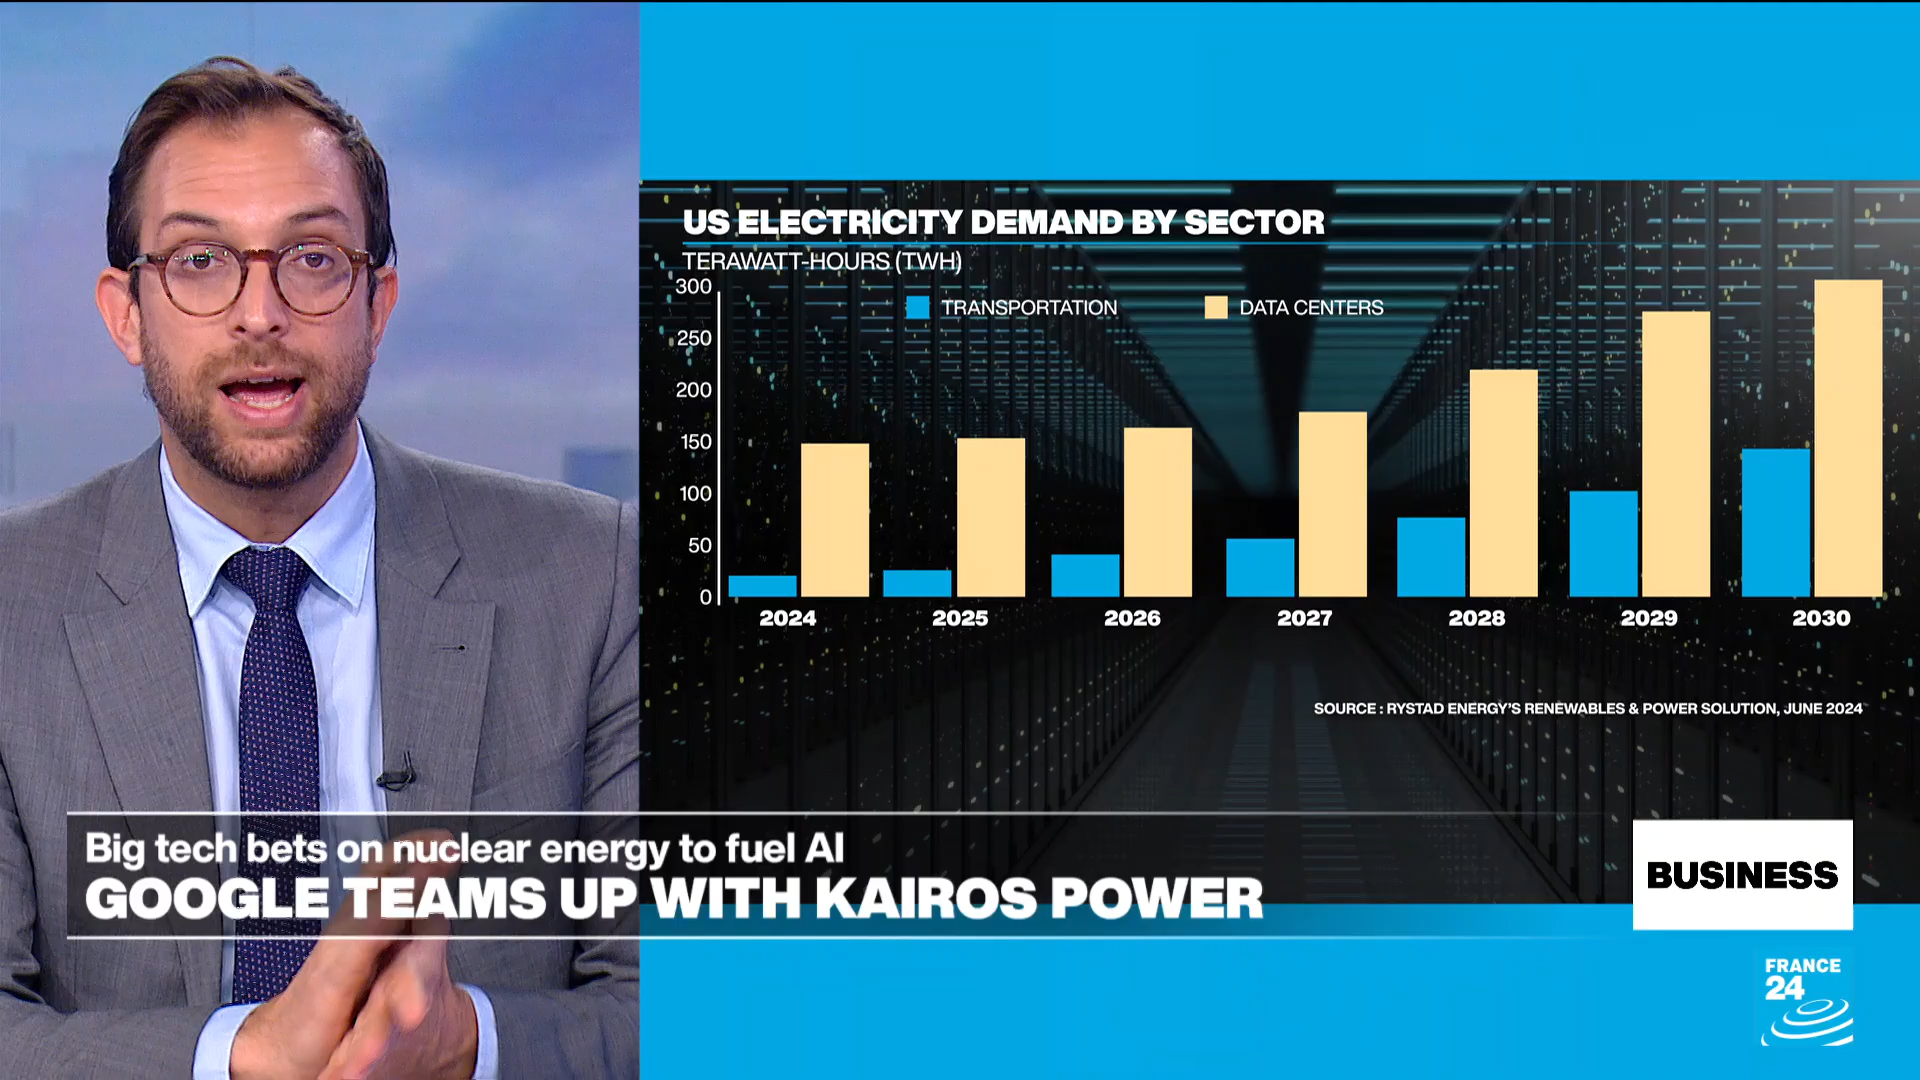 US ELECTRICITY DEMAND BY SECTOR
TERAWATT-HOURS (TWH)
300
TRANSPORTATION DATA CENTERS
250
200
150
100
50
0
2024 2025 2026 2027 2028 2029 2030
SOURCE : RYSTAD ENERGY'S RENEWABLES & POWER SOLUTION, JUNE 2024
Big tech bets on nuclear energy to fuel AI
GOOGLE TEAMS UP WITH KAIROS POWER
BUSINESS
FRANCE
24